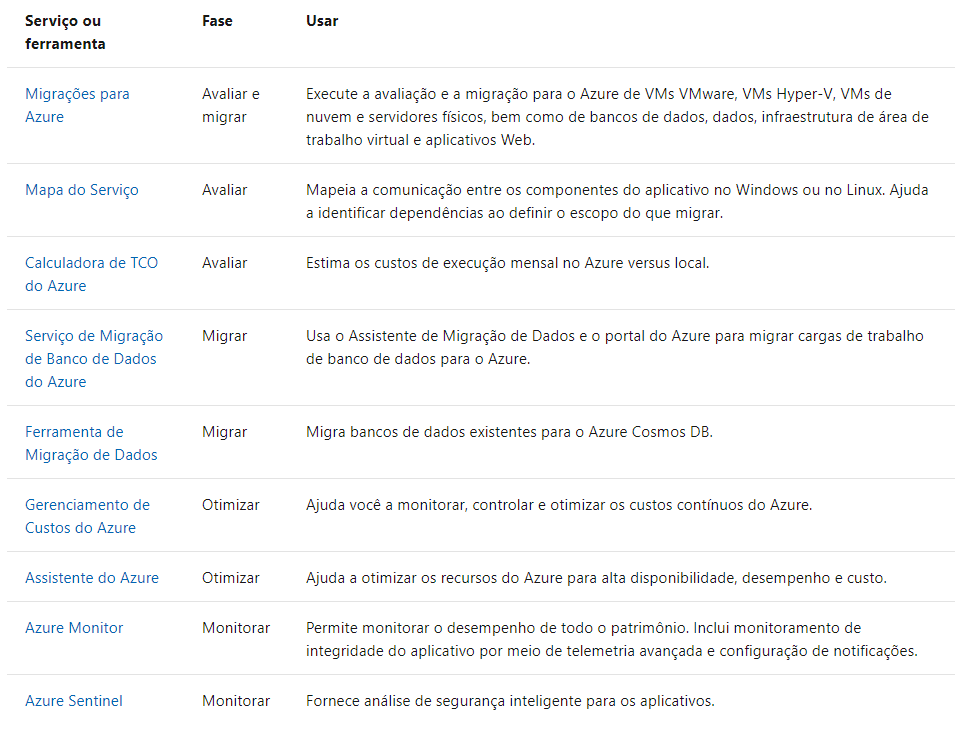 Serviço ou
ferramenta
Fase
Usar
Migrações para
Azure
Avaliar e
migrar
Execute a avaliação e a migração para o Azure de VMs VMware, VMs Hyper-V, VMs de
nuvem e servidores físicos, bem como de bancos de dados, dados, infraestrutura de área de
trabalho virtual e aplicativos Web.
Mapa do Serviço
Avaliar
Mapeia a comunicação entre os componentes do aplicativo no Windows ou no Linux. Ajuda
a identificar dependências ao definir o escopo do que migrar.
Calculadora de TCO
do Azure
Avaliar
Estima os custos de execução mensal no Azure versus local.
Serviço de Migração
de Banco de Dados
do Azure
Migrar
Usa o Assistente de Migração de Dados e o portal do Azure para migrar cargas de trabalho
de banco de dados para o Azure.
Ferramenta de
Migração de Dados
Migrar
Migra bancos de dados existentes para o Azure Cosmos DB.
Gerenciamento de
Custos do Azure
Otimizar
Ajuda você a monitorar, controlar e otimizar os custos contínuos do Azure.
Assistente do Azure
Otimizar
Ajuda a otimizar os recursos do Azure para alta disponibilidade, desempenho e custo.
Azure Monitor
Monitorar
Permite monitorar o desempenho de todo o patrimônio. Inclui monitoramento de
integridade do aplicativo por meio de telemetria avançada e configuração de notificações.
Azure Sentinel
Monitorar
Fornece análise de segurança inteligente para os aplicativos.